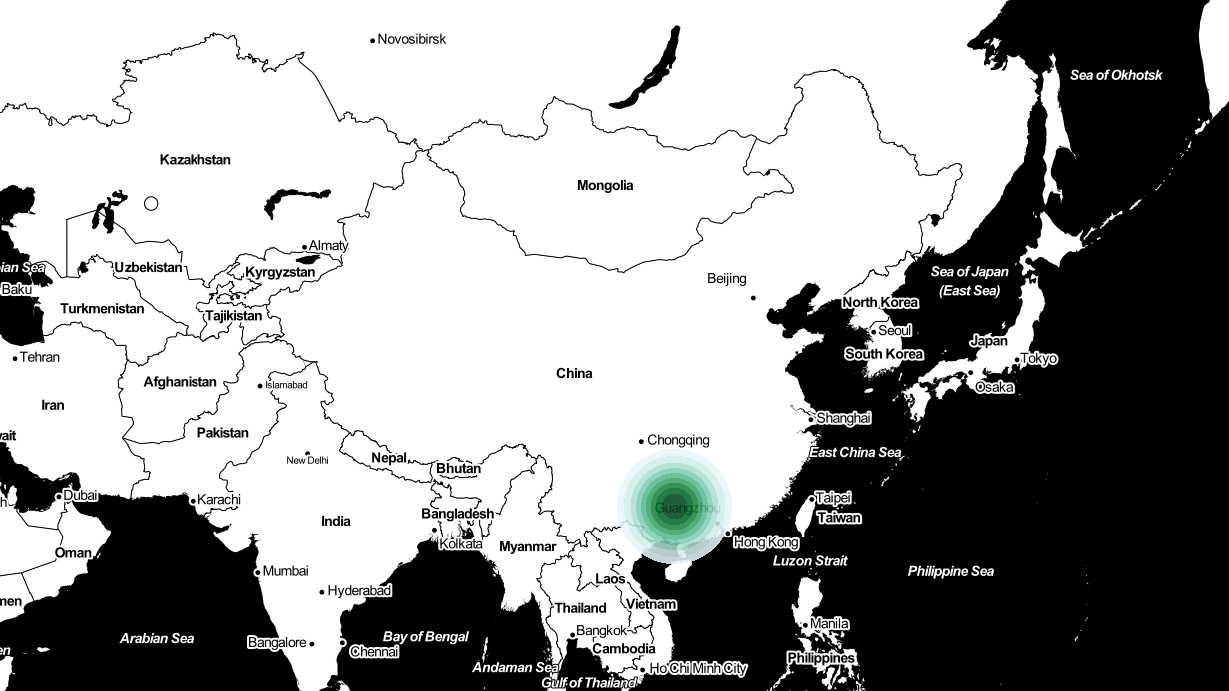 Novosibirsk
Sea of Okhotsk
Kazakhstan
Mongolia
Almaty
Uzbekistan
Kyrgyzstan
ian Sea
Baku
Beijing
Sea of Japan
(East Sea)
Turkmenistan
Tajikistan
North Korea
Seoul
South Korea
Japan
Tokyo
Osaka
Tehran
Afghanistan
Islamabad
China
Iran
Pakistan
Shanghai
ait
Chongqing
East China Sea
New Delhi
Nepal
Bhutan
Dubai
Karachi
Guangzhou
Taipei
Taiwan
India
Bangladesh
Kolkata
Myanmar
Hong Kong
Luzon Strait
Oman
Mumbai
Philippine Sea
Laos
Hyderabad
men
Thailand
Vietnam
Manila
Arabian Sea
Bangalore
Chennai
Bay of Bengal
Bangkok
Cambodia
en
Andaman Sea
Gulf of Thailand
Ho Chi Minh City
Philippines